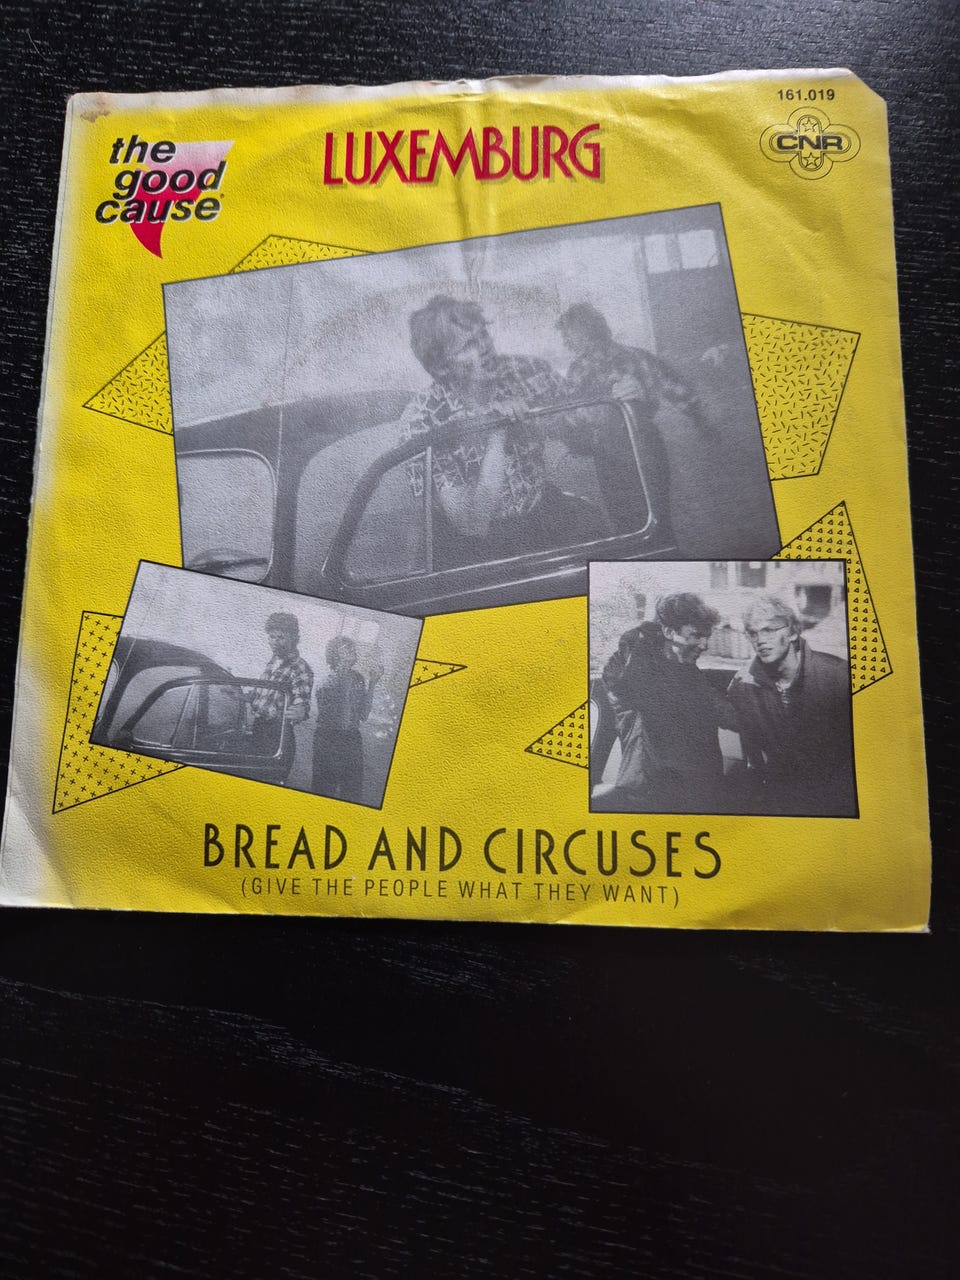 161.019
the
good
cause
LUXEMBURG
CNR
BREAD AND CIRCUSES
(GIVE THE PEOPLE WHAT THEY WANT)